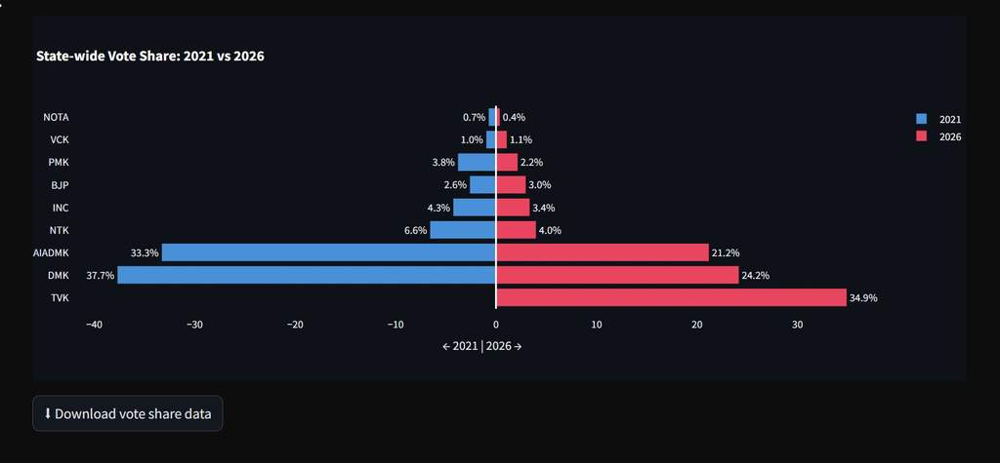 State-wide Vote Share: 2021 vs 2026
NOTA 0.7% 0.4%
VCK 1.0% 1.1%
PMK 3.8% 2.2%
BJP 2.6% 3.0%
INC 4.3% 3.4%
NTK 6.6% 4.0%
AIADMK 33.3% 21.2%
DMK 37.7% 24.2%
TVK 34.9%
−40 −30 −20 −10 0 10 20 30
← 2021 | 2026 →
2021
2026
⬇ Download vote share data